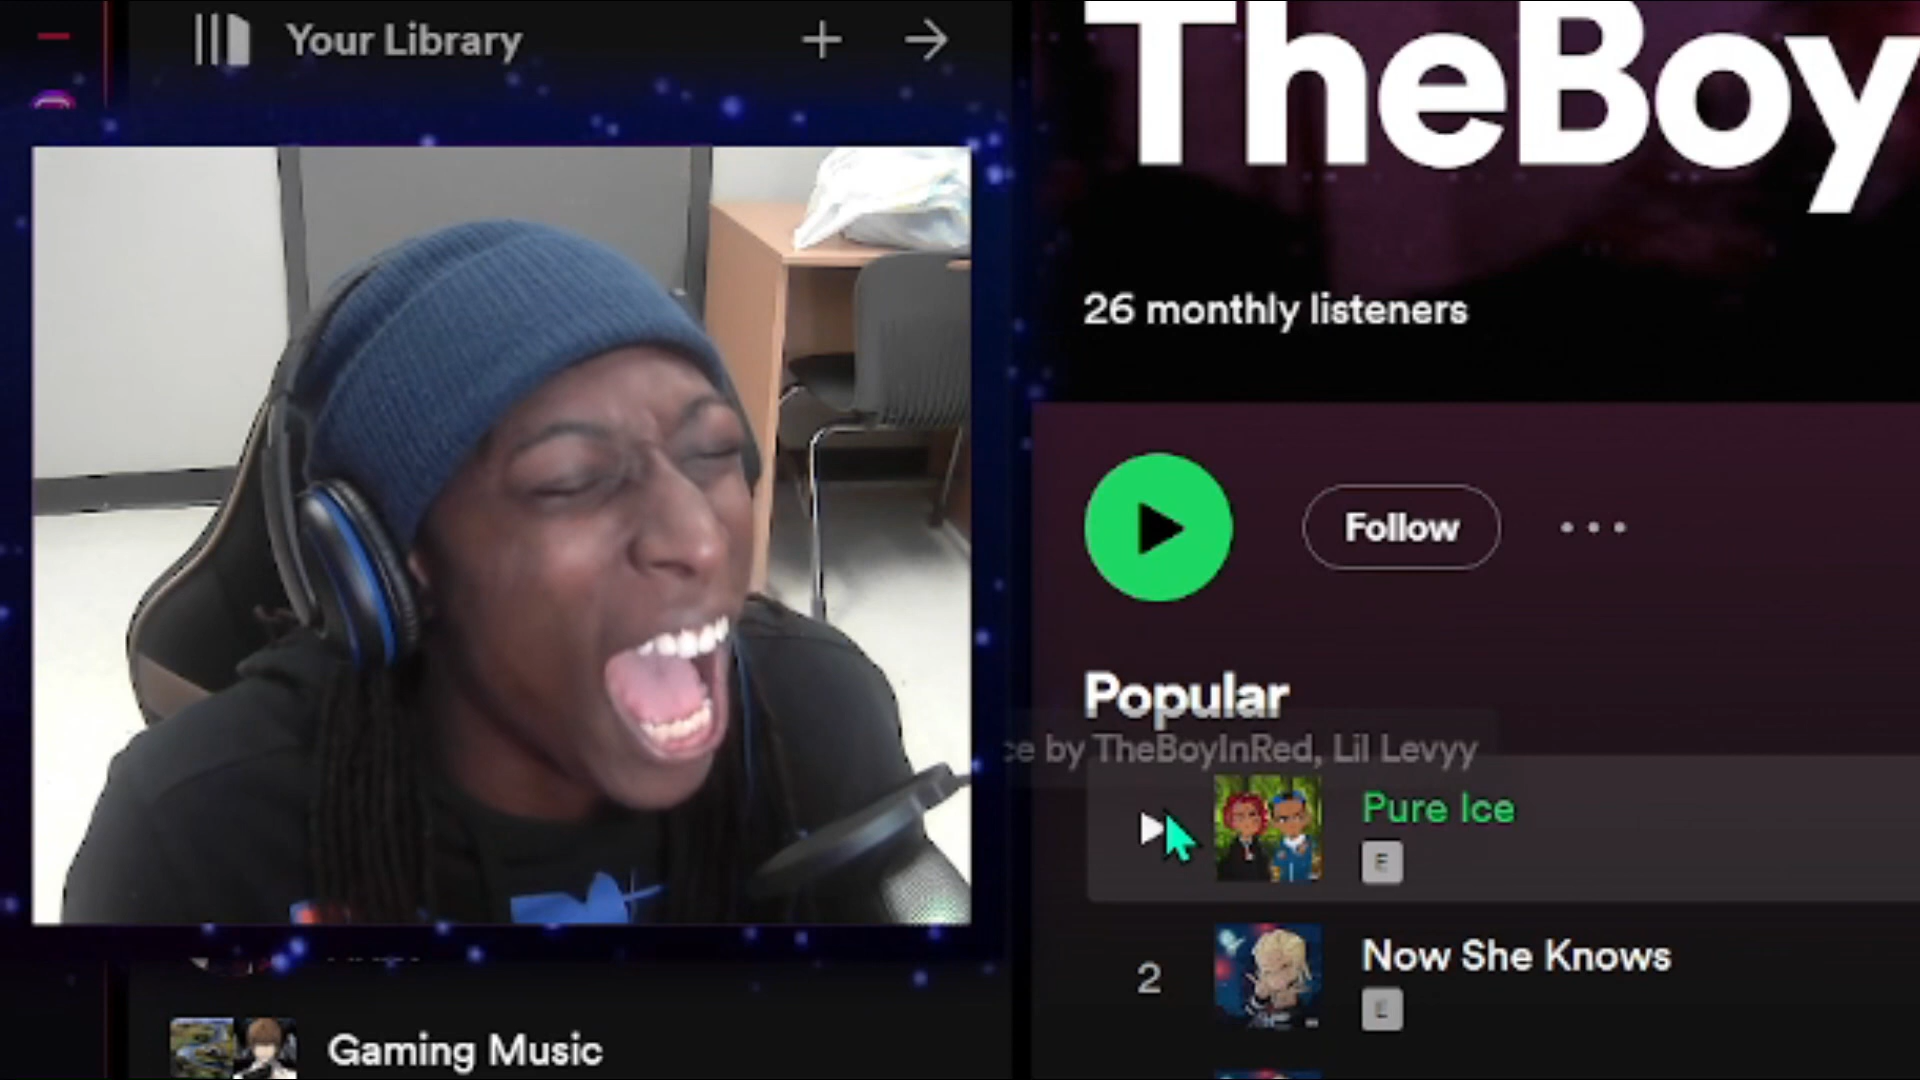 Your Library
TheBoy
26 monthly listeners
Follow
Popular
ce by TheBoyInRed, Lil Levyy
Pure Ice
E
2
Now She Knows
E
Gaming Music